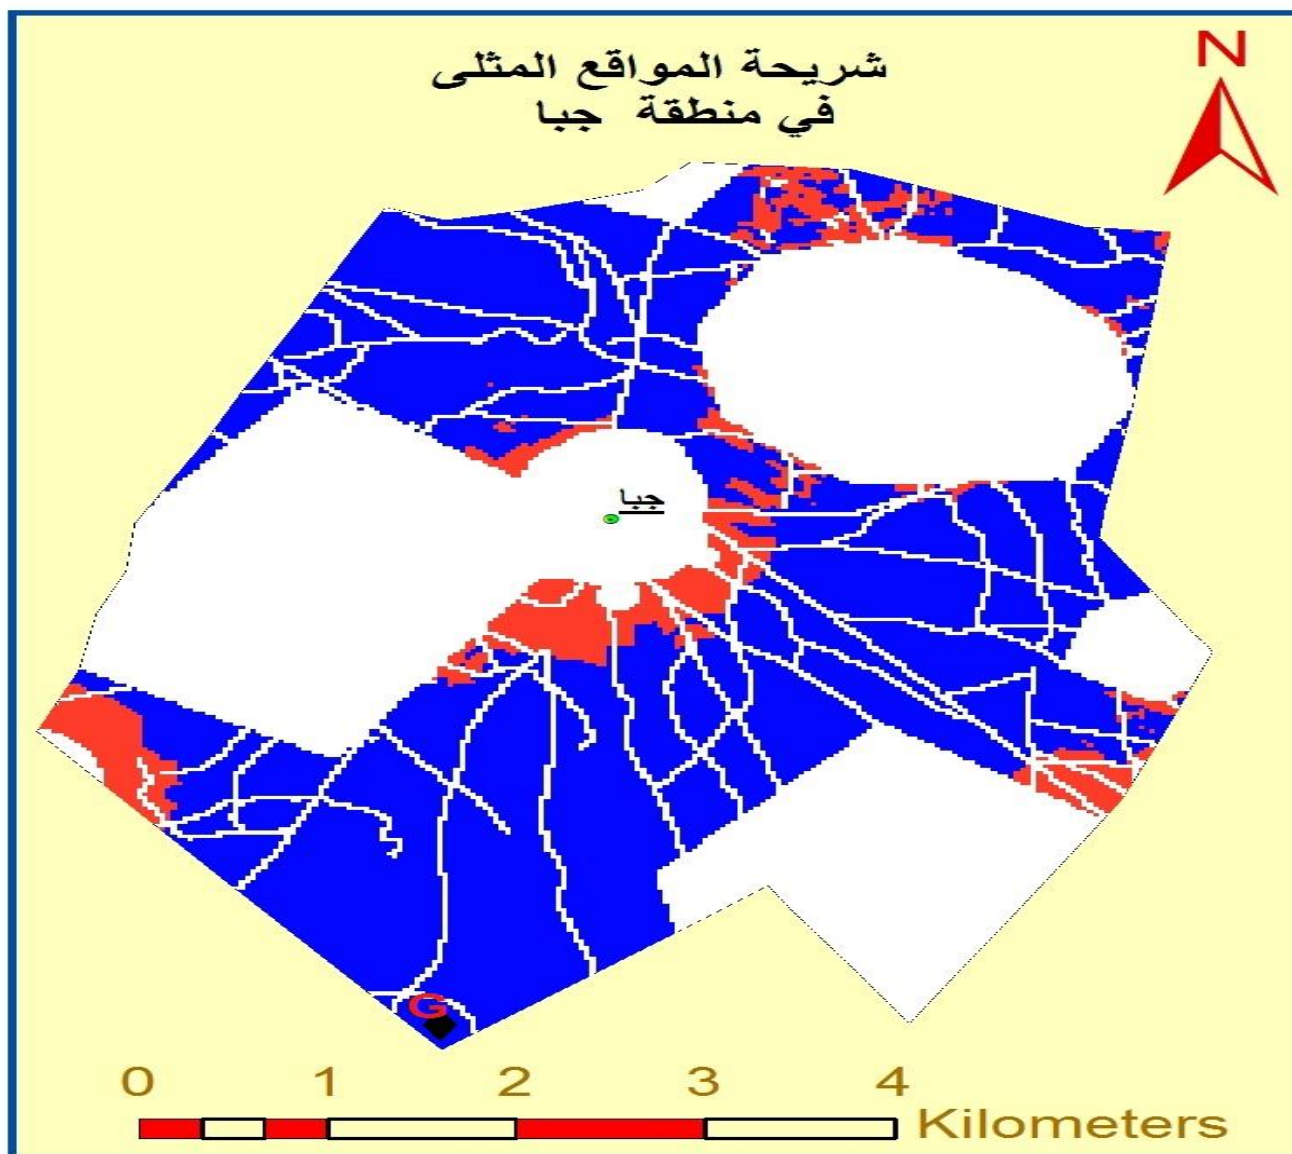 شريحة المواقع المثلى
في منطقة جبا
N
جبا
G
0 1 2 3 4
Kilometers